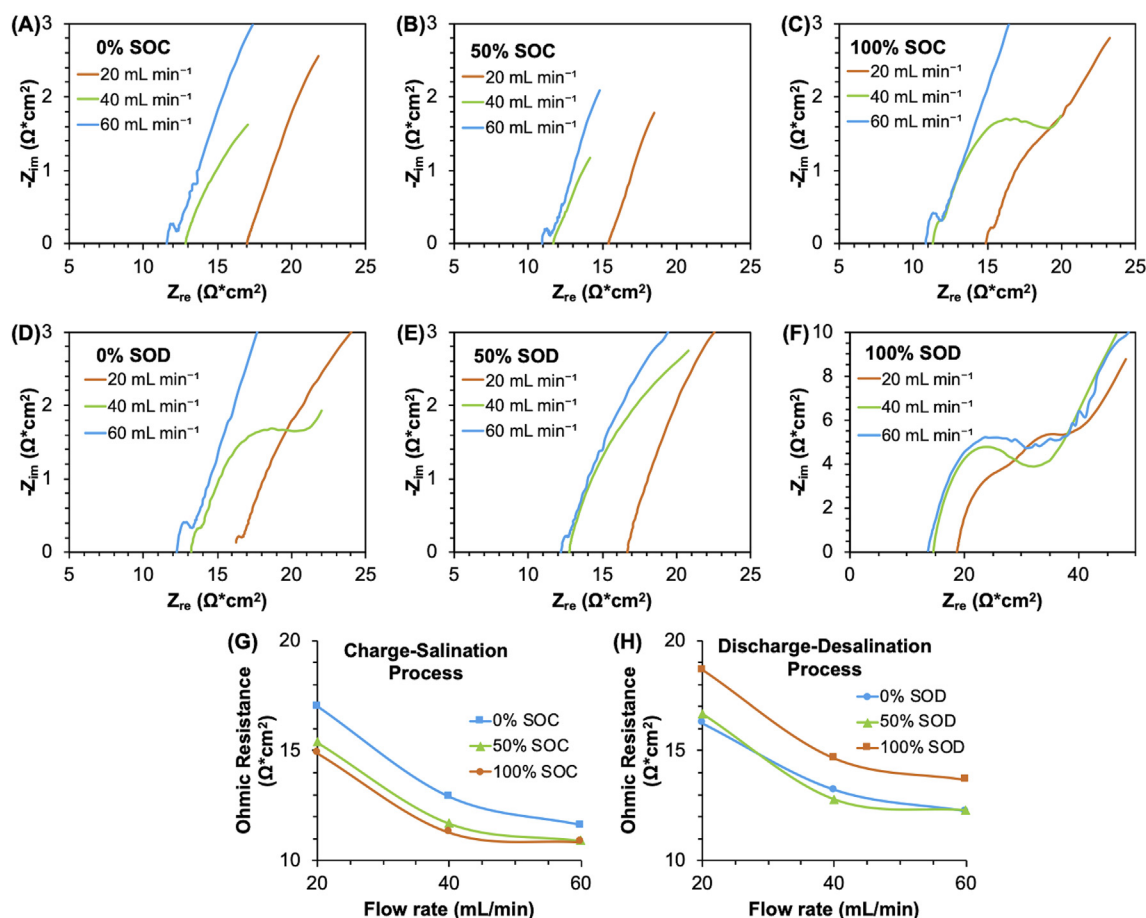 (A)
3
2
1
0
-Zim (Ω*cm²)
0% SOC
20 mL min⁻¹
40 mL min⁻¹
60 mL min⁻¹
5 10 15 20 25
Zre (Ω*cm²)
(B)
3
2
1
0
-Zim (Ω*cm²)
50% SOC
20 mL min⁻¹
40 mL min⁻¹
60 mL min⁻¹
5 10 15 20 25
Zre (Ω*cm²)
(C)
3
2
1
0
-Zim (Ω*cm²)
100% SOC
20 mL min⁻¹
40 mL min⁻¹
60 mL min⁻¹
5 10 15 20 25
Zre (Ω*cm²)
(D)
3
2
1
0
-Zim (Ω*cm²)
0% SOD
20 mL min⁻¹
40 mL min⁻¹
60 mL min⁻¹
5 10 15 20 25
Zre (Ω*cm²)
(E)
3
2
1
0
-Zim (Ω*cm²)
50% SOD
20 mL min⁻¹
40 mL min⁻¹
60 mL min⁻¹
5 10 15 20 25
Zre (Ω*cm²)
(F)
10
8
6
4
2
0
-Zim (Ω*cm²)
100% SOD
20 mL min⁻¹
40 mL min⁻¹
60 mL min⁻¹
0 20 40
Zre (Ω*cm²)
(G)
20
15
10
Ohmic Resistance
(Ω*cm²)
Charge-Salination
Process
0% SOC
50% SOC
100% SOC
20 40 60
Flow rate (mL/min)
(H)
20
15
10
Ohmic Resistance
(Ω*cm²)
Discharge-Desalination
Process
0% SOD
50% SOD
100% SOD
20 40 60
Flow rate (mL/min)